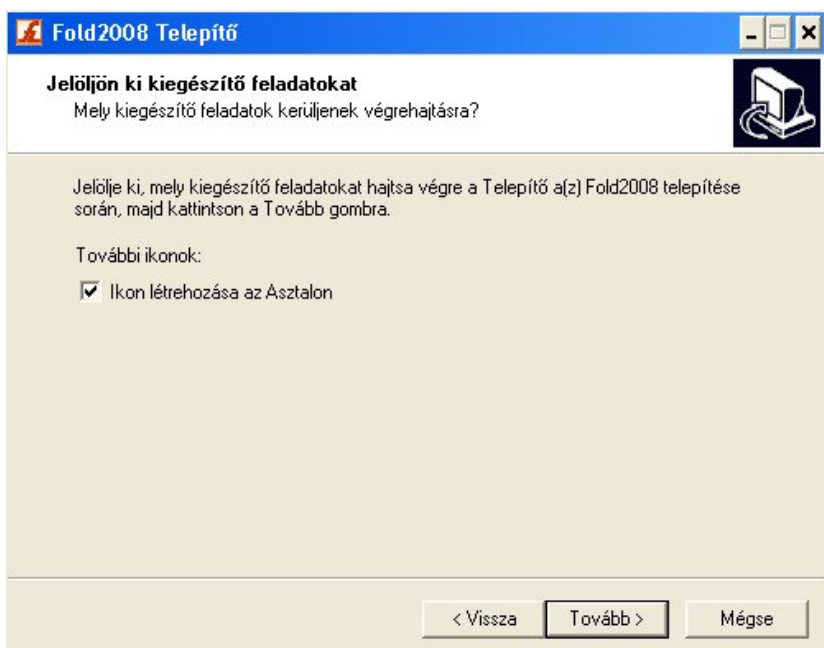 Fold2008 Telepítő
Jelöljön ki kiegészítő feladatokat
Mely kiegészítő feladatok kerüljenek végrehajtásra?
Jelölje ki, mely kiegészítő feladatokat hajtsa végre a Telepítő a(z) Fold2008 telepítése
során, majd kattintson a Tovább gombra.
További ikonok:
Ikon létrehozása az Asztalon
< Vissza Tovább > Mégse